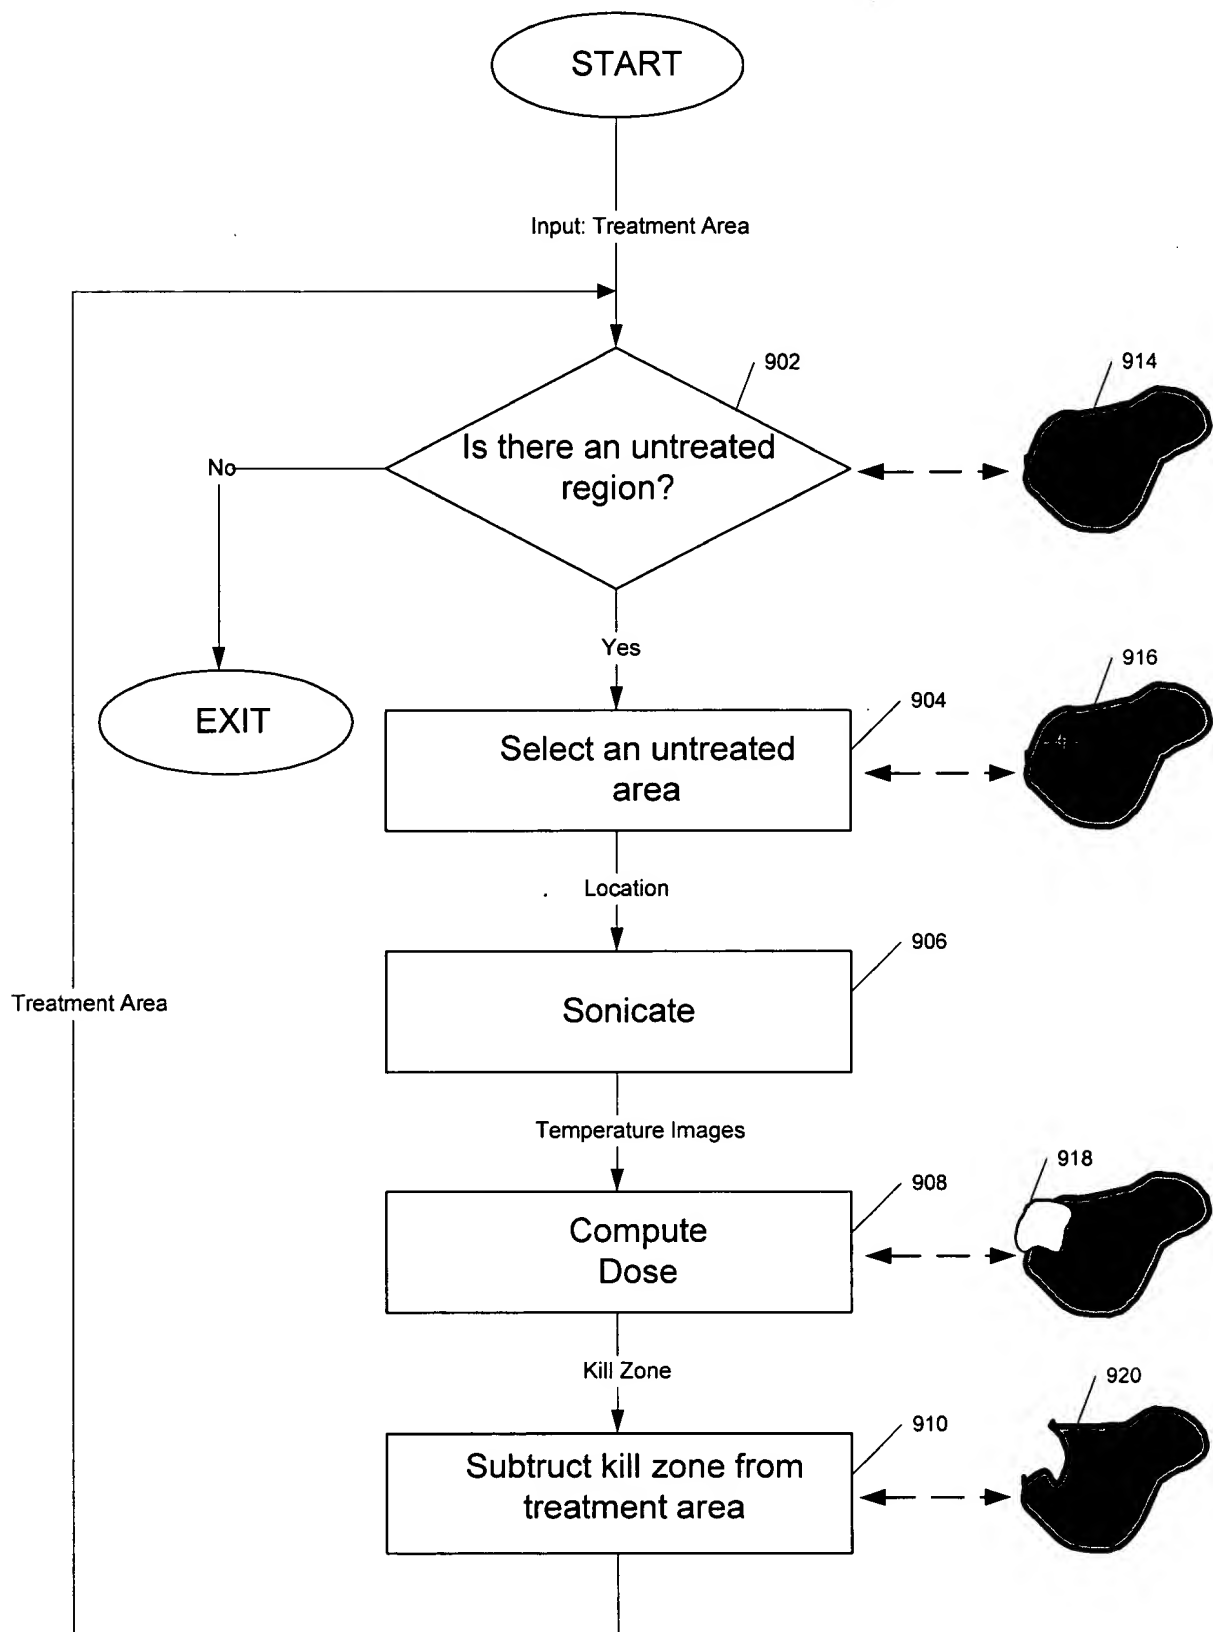 START
Input: Treatment Area
902
914
Is there an untreated
region?
No
Yes
916
904
EXIT
Select an untreated
area
Location
906
Treatment Area
Sonicate
Temperature Images
918
908
Compute
Dose
Kill Zone
920
910
Subtruct kill zone from
treatment area